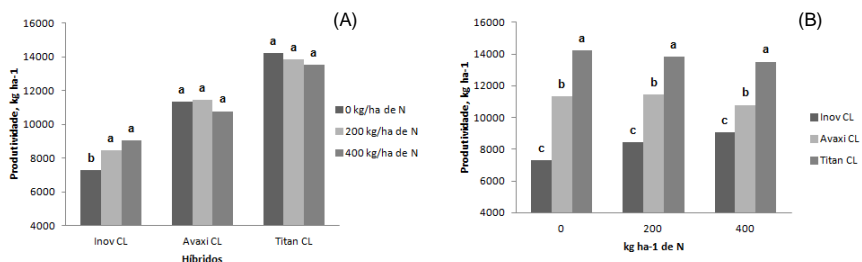 (A)
Produtividade, kg ha-1
16000
14000
12000
10000
8000
6000
4000
b a a
a a a
a a a
Inov CL Avaxi CL Titan CL
Híbridos
0 kg/ha de N
200 kg/ha de N
400 kg/ha de N
(B)
Produtividade, kg ha-1
16000
14000
12000
10000
8000
6000
4000
c b a
c b a
c b a
0 200 400
kg ha-1 de N
Inov CL
Avaxi CL
Titan CL